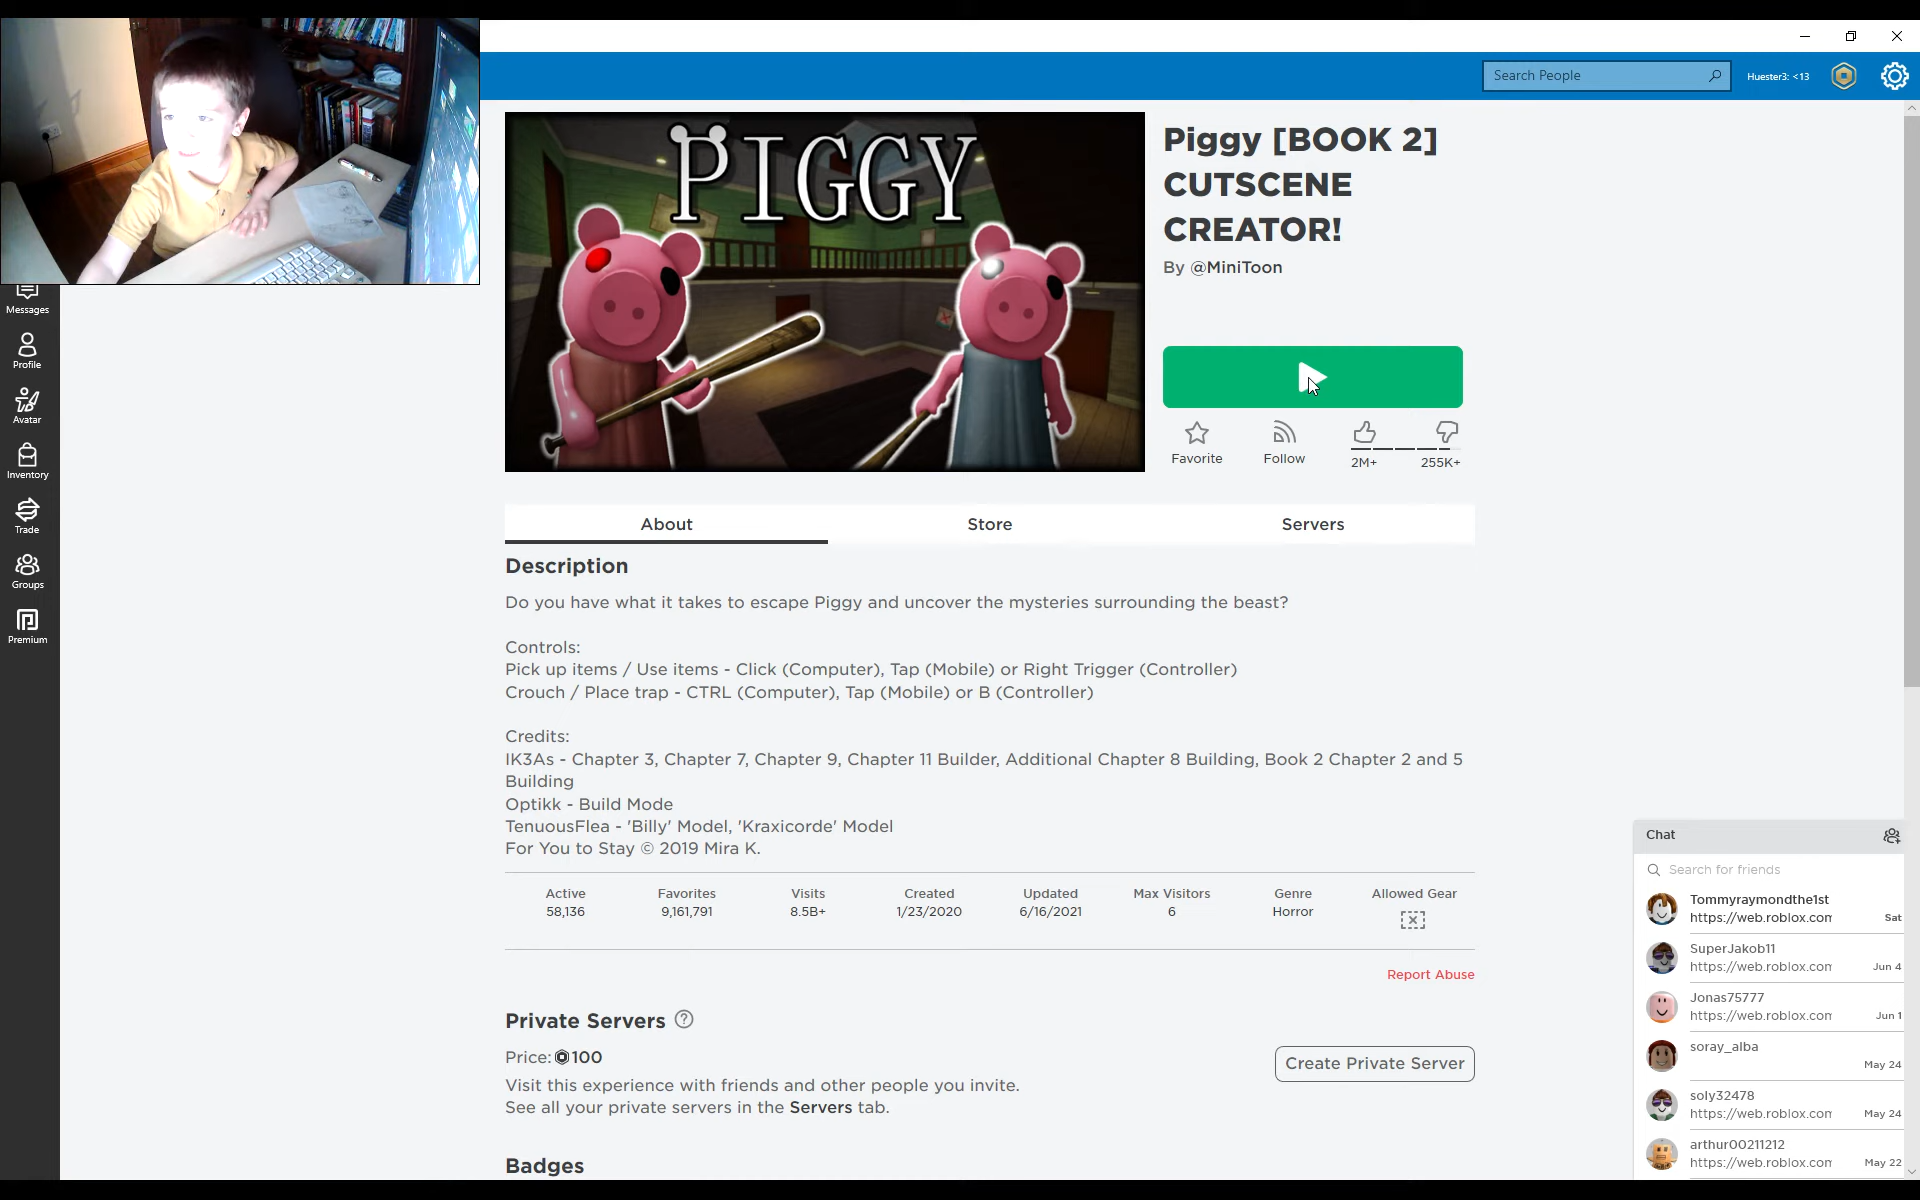 Search People
Huester3: <13
PIGGY
Piggy [BOOK 2]
CUTSCENE
CREATOR!
By @MiniToon
Favorite
Follow
2M+
255K+
Messages
Profile
Avatar
Inventory
Trade
Groups
Premium
About
Store
Servers
Description
Do you have what it takes to escape Piggy and uncover the mysteries surrounding the beast?
Controls:
Pick up items / Use items - Click (Computer), Tap (Mobile) or Right Trigger (Controller)
Crouch / Place trap - CTRL (Computer), Tap (Mobile) or B (Controller)
Credits:
IK3As - Chapter 3, Chapter 7, Chapter 9, Chapter 11 Builder, Additional Chapter 8 Building, Book 2 Chapter 2 and 5
Building
Optikk - Build Mode
TenuousFlea - 'Billy' Model, 'Kraxicorde' Model
For You to Stay © 2019 Mira K.
Active
58,136
Favorites
9,161,791
Visits
8.5B+
Created
1/23/2020
Updated
6/16/2021
Max Visitors
6
Genre
Horror
Allowed Gear
Report Abuse
Private Servers
Price: 100
Create Private Server
Visit this experience with friends and other people you invite.
See all your private servers in the Servers tab.
Badges
Chat
Search for friends
Tommyraymondthe1st
https://web.roblox.com Sat
SuperJakob11
https://web.roblox.com Jun 4
Jonas75777
https://web.roblox.com Jun 1
soray_alba
May 24
soly32478
https://web.roblox.com May 24
arthur00211212
https://web.roblox.com May 22